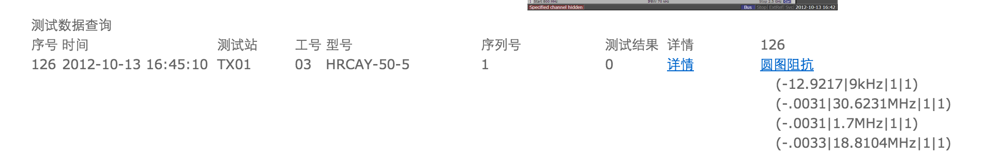 1 Start 800 MHz IFBW 70 kHz Stop 2.5 GHz Cor
Specified channel hidden Bus Stop ExtRef Svc 2012-10-13 16:42
测试数据查询
序号 时间 测试站 工号 型号 序列号 测试结果 详情 126
126 2012-10-13 16:45:10 TX01 03 HRCAY-50-5 1 0 详情 圆图阻抗
(-12.9217|9kHz|1|1)
(-.0031|30.6231MHz|1|1)
(-.0031|1.7MHz|1|1)
(-.0033|18.8104MHz|1|1)